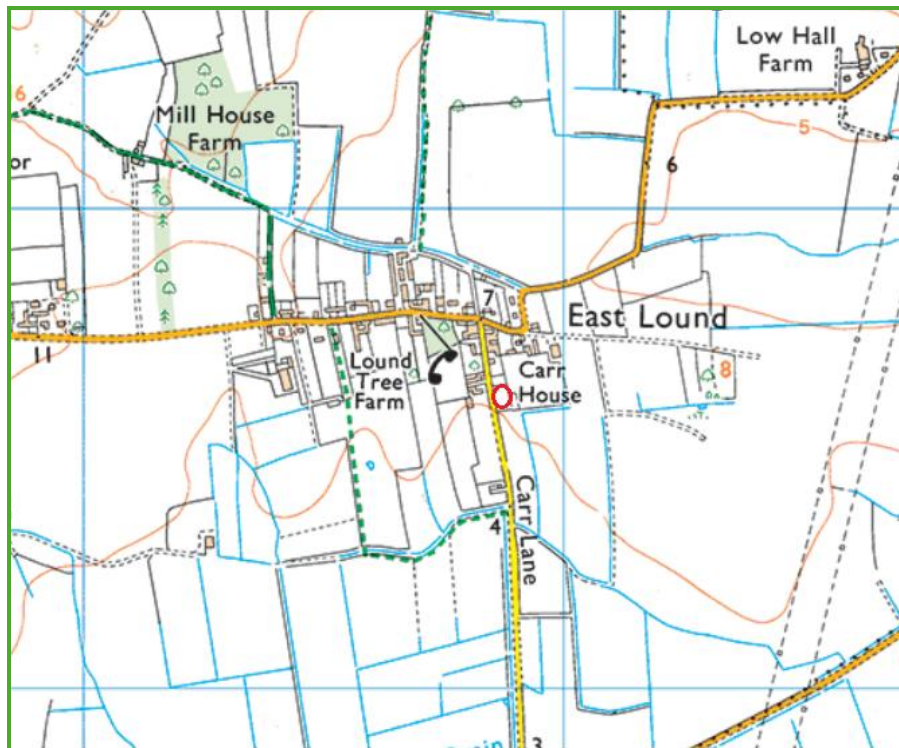 Low Hall
Farm
6
Mill House
Farm
5
6
or
7
East Lound
11
Lound
Tree
Farm
Carr
House
8
Carr Lane
4
3